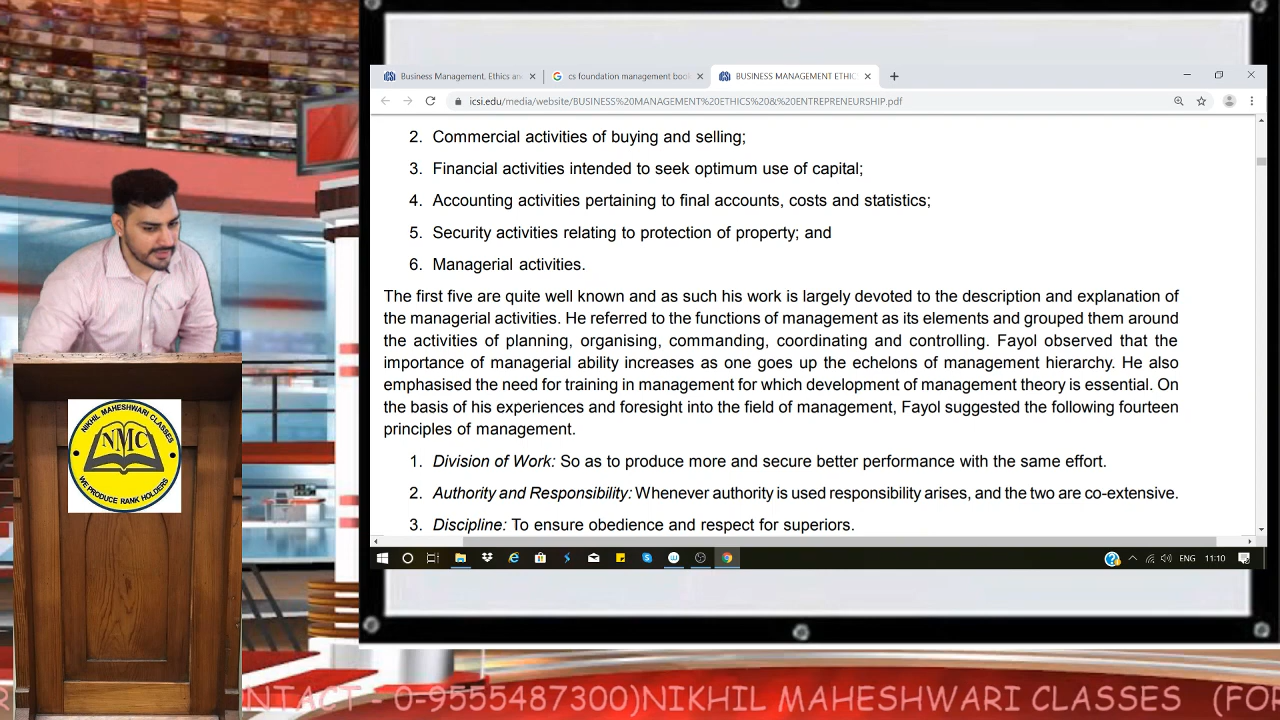 Business Management. Ethics an
cs foundation management boo
BUSINESS MANAGEMENT ETHIC
icsi.edu/media/website/BUSINESS%20MANAGEMENT%20ETHICS%20&%20ENTREPRENEURSHIP.pdf
2. Commercial activities of buying and selling;
3. Financial activities intended to seek optimum use of capital;
4. Accounting activities pertaining to final accounts, costs and statistics;
5. Security activities relating to protection of property; and
6. Managerial activities.
The first five are quite well known and as such his work is largely devoted to the description and explanation of
the managerial activities. He referred to the functions of management as its elements and grouped them around
the activities of planning, organising, commanding, coordinating and controlling. Fayol observed that the
importance of managerial ability increases as one goes up the echelons of management hierarchy. He also
emphasised the need for training in management for which development of management theory is essential. On
the basis of his experiences and foresight into the field of management, Fayol suggested the following fourteen
principles of management.
1. Division of Work: So as to produce more and secure better performance with the same effort.
2. Authority and Responsibility: Whenever authority is used responsibility arises, and the two are co-extensive.
3. Discipline: To ensure obedience and respect for superiors.
ENG 11:10
NIKHIL MAHESHWARI CLASSES
NMC
WE PRODUCE RANK HOLDERS
R NTACT - 0-9555487300)NIKHIL MAHESHWARI CLASSES (FOR